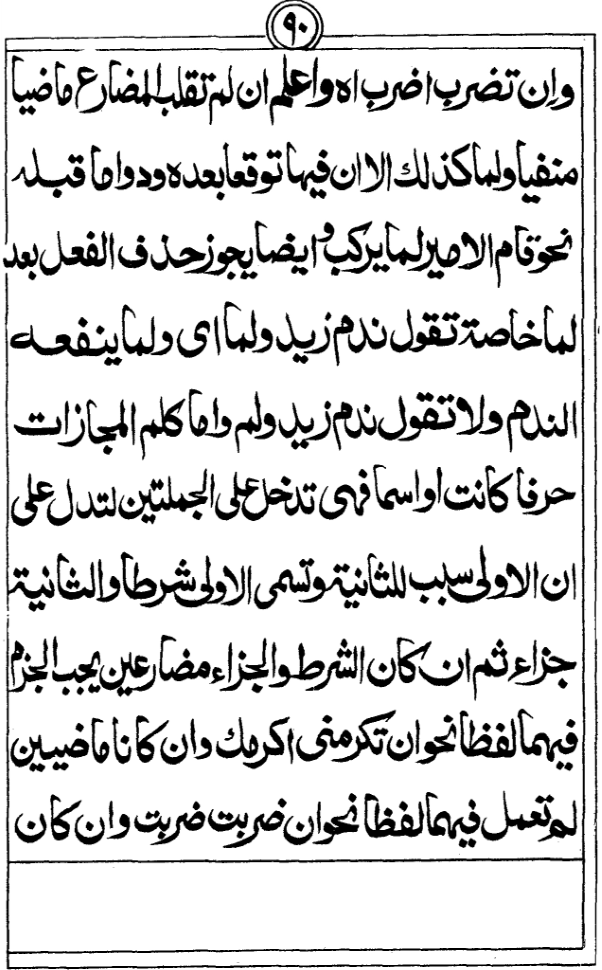 ٩٠
وإن تضرب اضرب اه واعلم ان لم تقلب المضارع ماضيا
منفيا ولما كذلك الا ان فيها توقعا بعده ودواما قبله
نحو قام الامير لما يركب و ايضا يجوز حذف الفعل بعد
لما خاصة تقول ندم زيد ولما اى ولما ينفعه
الندم ولا تقول ندم زيد ولم واما كلم المجازات
حرفا كانت او اسما فهى تدخل على الجملتين لتدل على
ان الاولى سبب للثانية وتسمى الاولى شرطا والثانية
جزاء ثم ان كان الشرط والجزاء مضارعين يجب الجزم
فيهما لفظا نحو ان تكرمنى اكرمك وان كانا ماضيين
لم تعمل فيهما لفظا نحو ان ضربت ضربت وان كان